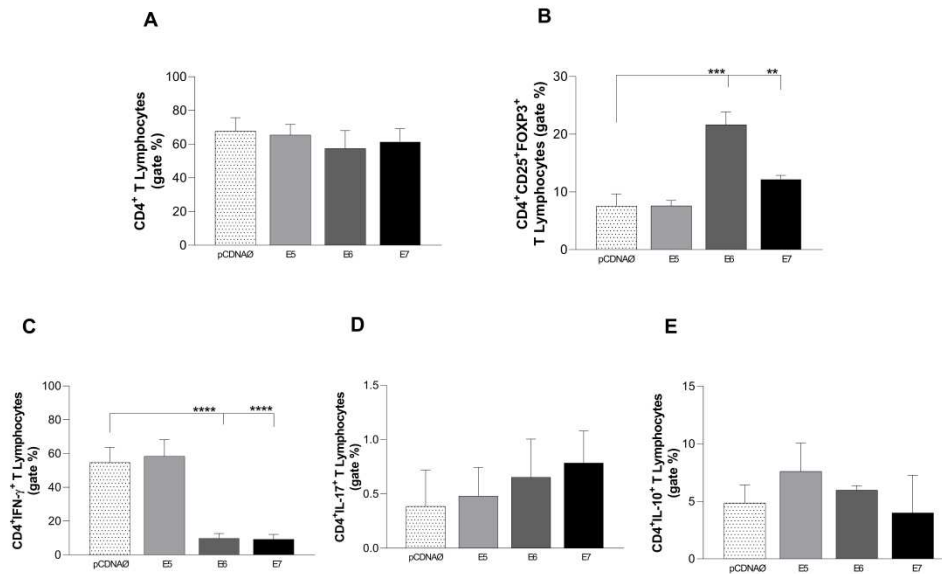 A
CD4+ T Lymphocytes
(gate %)
100
80
60
40
20
0
pCDNAØ E5 E6 E7
B
CD4+CD25+FOXP3+
T Lymphocytes (gate %)
30
20
10
0
*** **
pCDNAØ E5 E6 E7
C
CD4+IFN-γ+ T Lymphocytes
(gate %)
100
80
60
40
20
0
**** ****
pCDNAØ E5 E6 E7
D
CD4+IL-17+ T Lymphocytes
(gate %)
1.5
1.0
0.5
0.0
pCDNAØ E5 E6 E7
E
CD4+IL-10+ T Lymphocytes
(gate %)
15
10
5
0
pCDNAØ E5 E6 E7